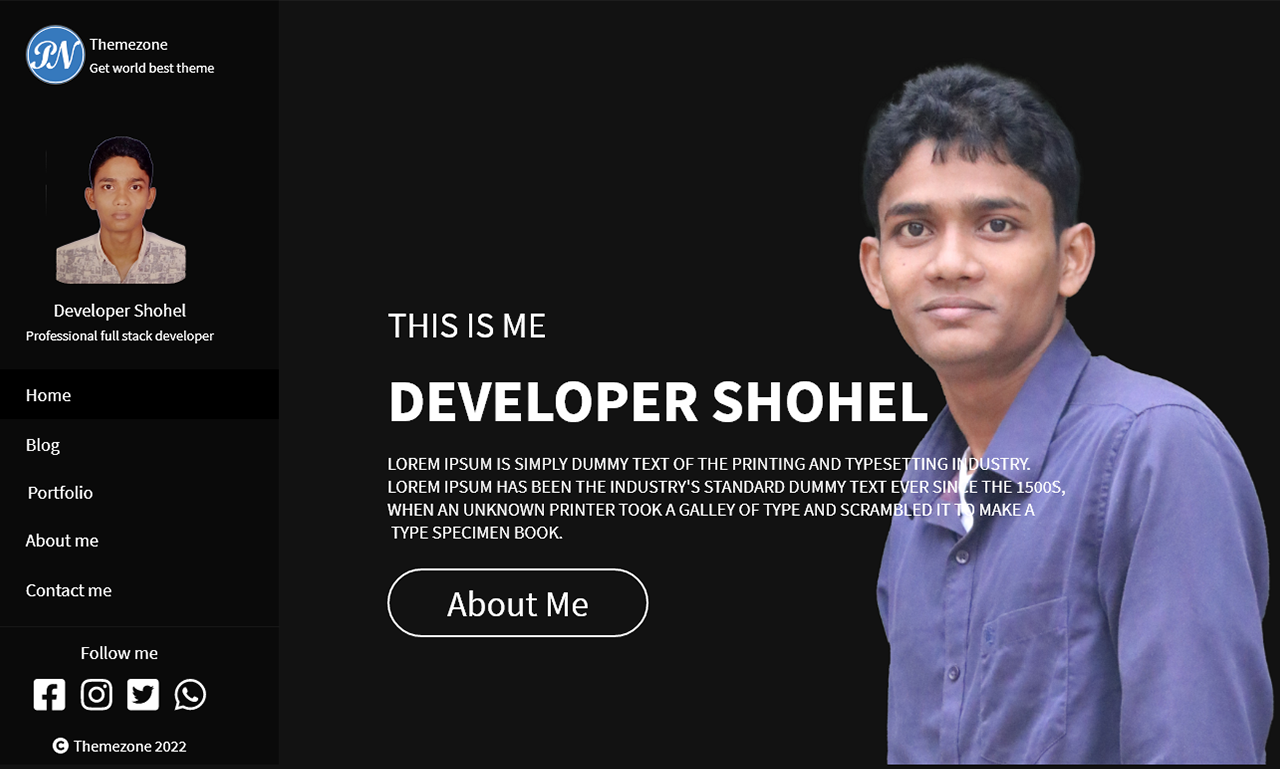 PN
Themezone
Get world best theme
Developer Shohel
Professional full stack developer
Home
Blog
Portfolio
About me
Contact me
Follow me
Themezone 2022
THIS IS ME
DEVELOPER SHOHEL
LOREM IPSUM IS SIMPLY DUMMY TEXT OF THE PRINTING AND TYPESETTING INDUSTRY.
LOREM IPSUM HAS BEEN THE INDUSTRY'S STANDARD DUMMY TEXT EVER SINCE THE 1500S,
WHEN AN UNKNOWN PRINTER TOOK A GALLEY OF TYPE AND SCRAMBLED IT TO MAKE A
TYPE SPECIMEN BOOK.
About Me